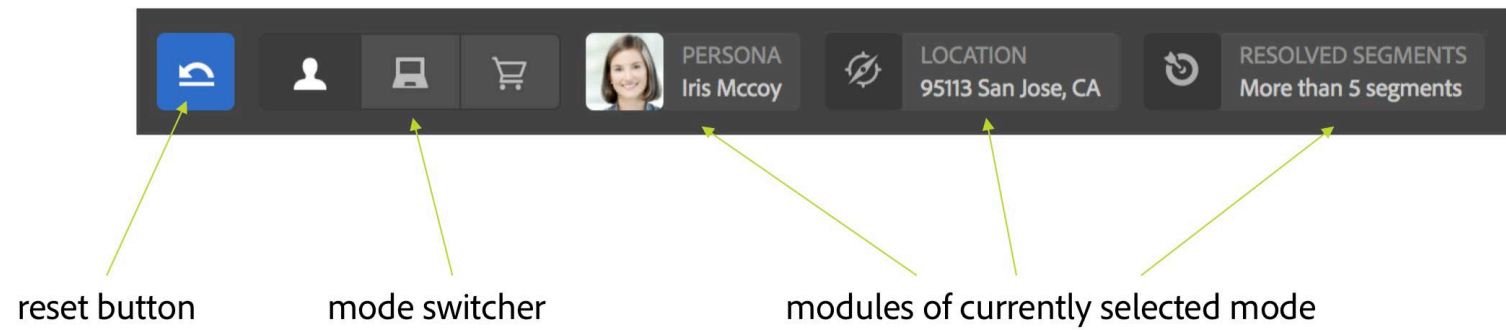 PERSONA
Iris Mccoy
LOCATION
95113 San Jose, CA
RESOLVED SEGMENTS
More than 5 segments
reset button
mode switcher
modules of currently selected mode